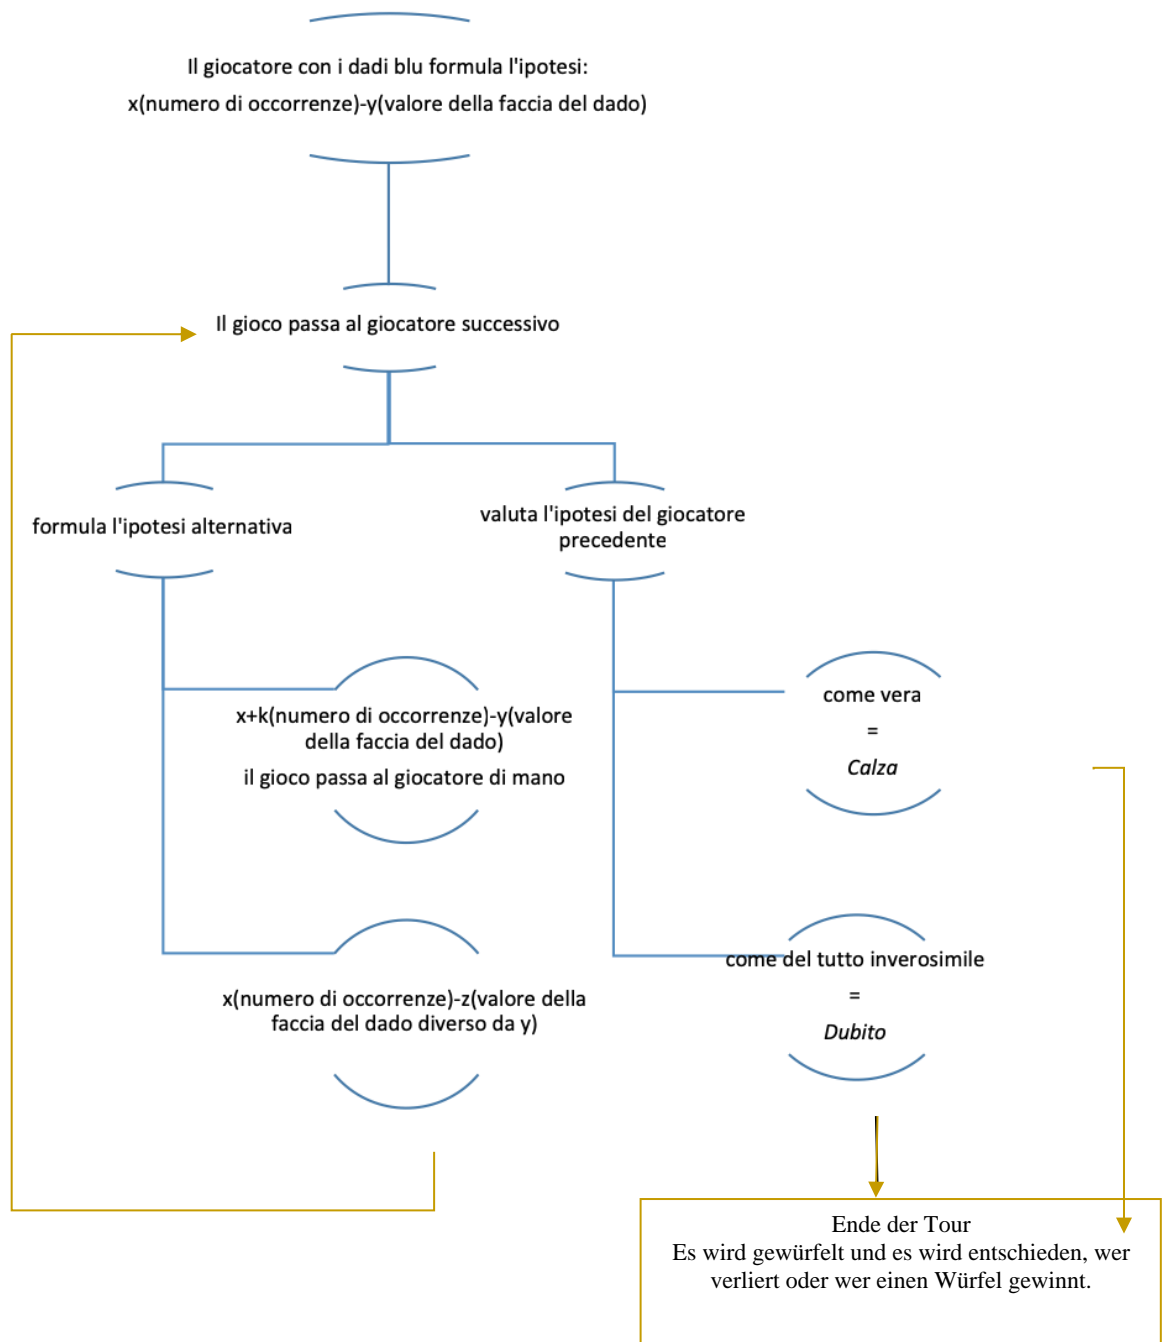 Il giocatore con i dadi blu formula l'ipotesi:
x(numero di occorrenze)-y(valore della faccia del dado)
Il gioco passa al giocatore successivo
formula l'ipotesi alternativa
valuta l'ipotesi del giocatore
precedente
x+k(numero di occorrenze)-y(valore
della faccia del dado)
il gioco passa al giocatore di mano
come vera
=
Calza
x(numero di occorrenze)-z(valore della
faccia del dado diverso da y)
come del tutto inverosimile
=
Dubito
Ende der Tour
Es wird gewürfelt und es wird entschieden, wer
verliert oder wer einen Würfel gewinnt.